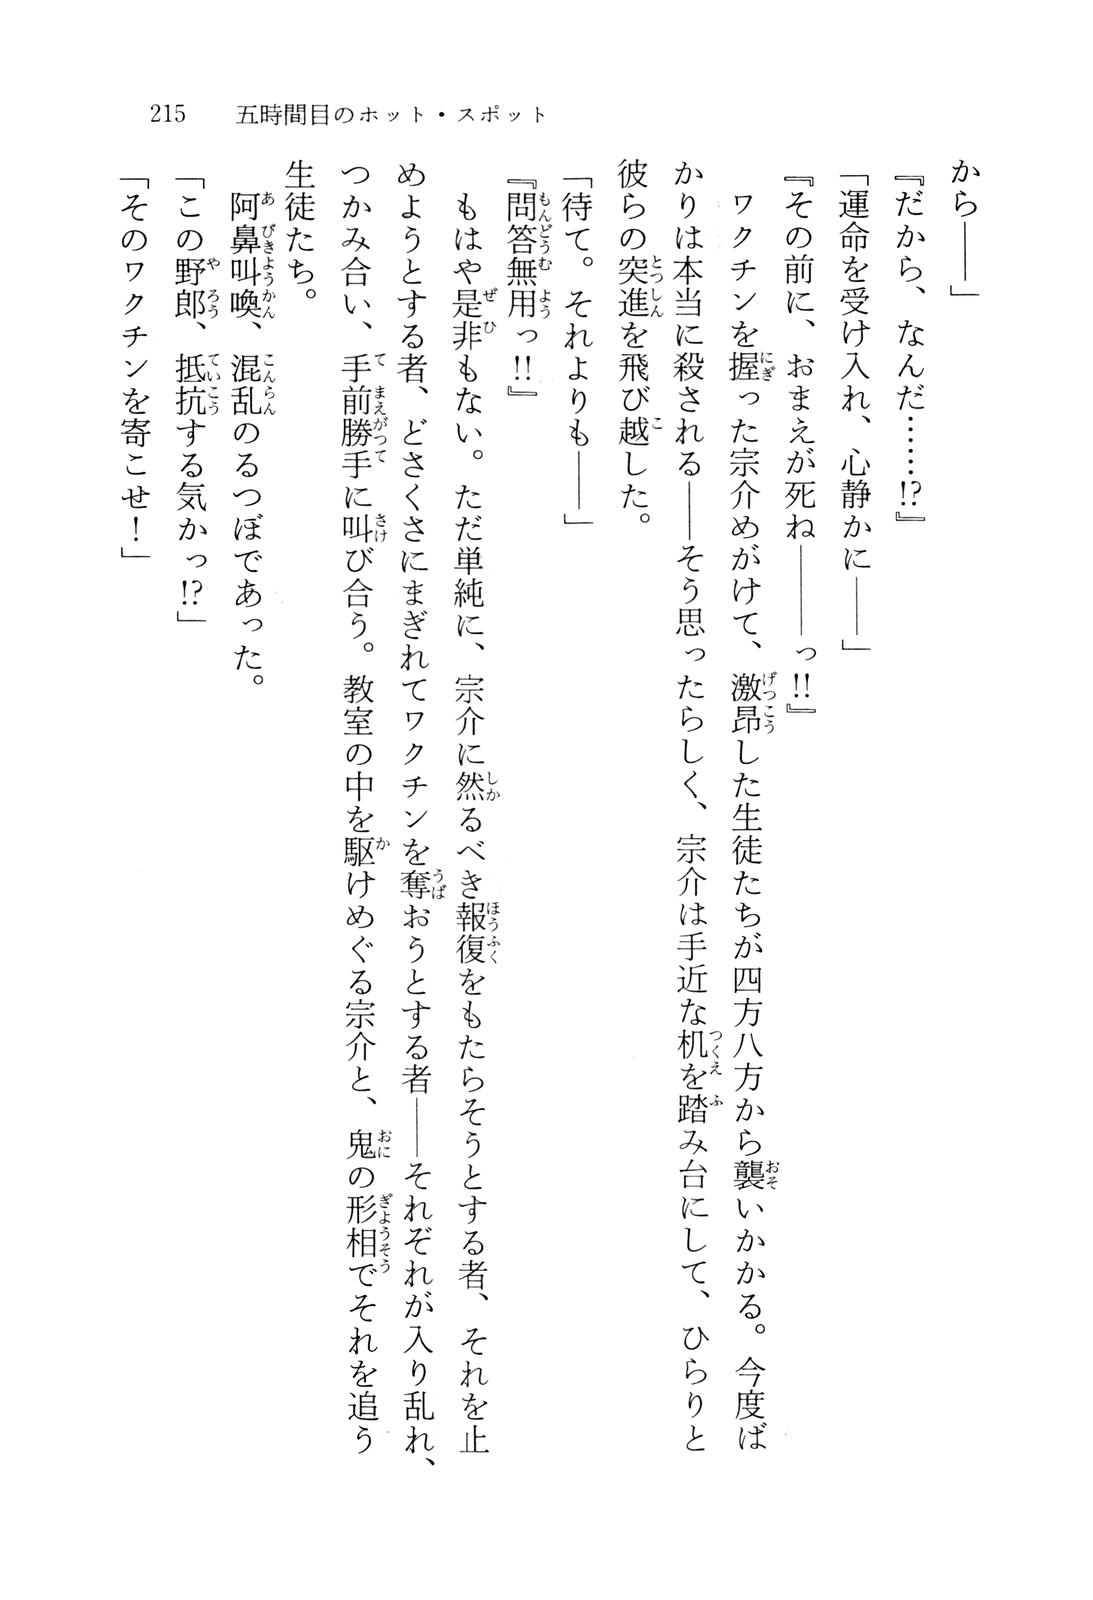 215　五時間目のホット・スポット
から――」
『だから、なんだ……!?』
「運命を受け入れ、心静かに――」
『その前に、おまえが死ね―――っ!!』
　ワクチンを握った宗介めがけて、激昂した生徒たちが四方八方から襲いかかる。今度ば
かりは本当に殺される――そう思ったらしく、宗介は手近な机を踏み台にして、ひらりと
彼らの突進を飛び越した。
「待て。それよりも――」
『問答無用っ!!』
　もはや是非もない。ただ単純に、宗介に然るべき報復をもたらそうとする者、それを止
めようとする者、どさくさにまぎれてワクチンを奪おうとする者――それぞれが入り乱れ、
つかみ合い、手前勝手に叫び合う。教室の中を駆けめぐる宗介と、鬼の形相でそれを追う
生徒たち。
　阿鼻叫喚、混乱のるつぼであった。
「この野郎、抵抗する気かっ!?」
「そのワクチンを寄こせ！」